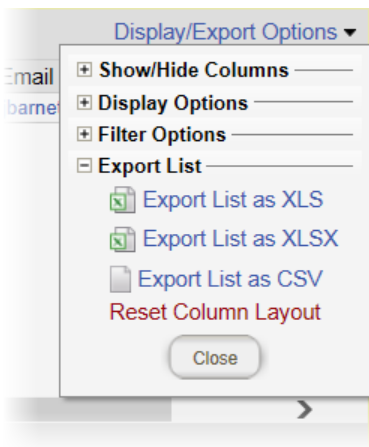 Display/Export Options
Email
Show/Hide Columns
barnet
Display Options
Filter Options
Export List
Export List as XLS
Export List as XLSX
Export List as CSV
Reset Column Layout
Close